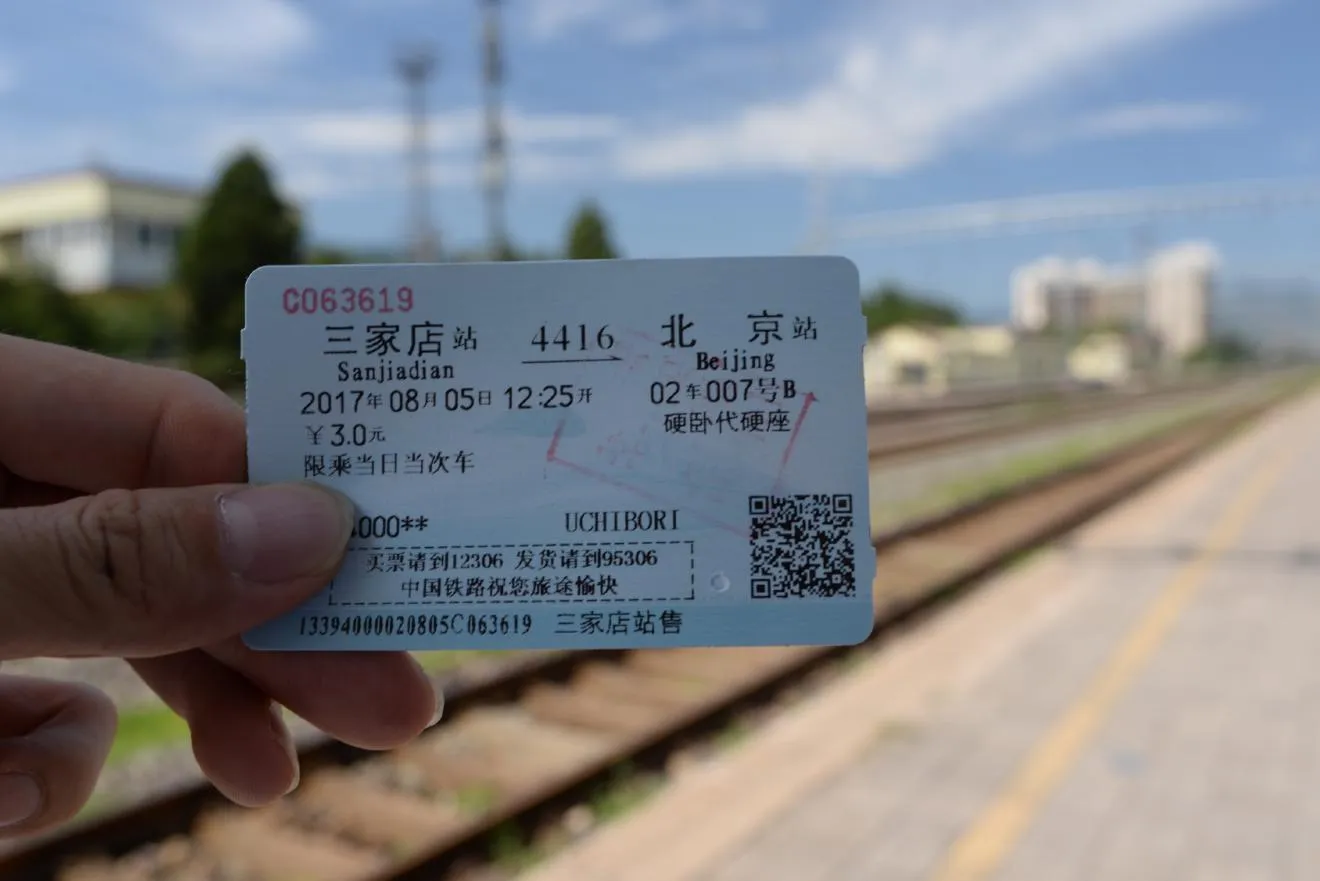 C063619
三家店站 4416 北京站
Sanjiadian Beijing
2017年08月05日 12:25开 02车007号B
¥3.0元 硬卧代硬座
限乘当日当次车
000** UCHIBORI
买票请到12306 发货请到95306
中国铁路祝您旅途愉快
13394000020805C063619 三家店站售